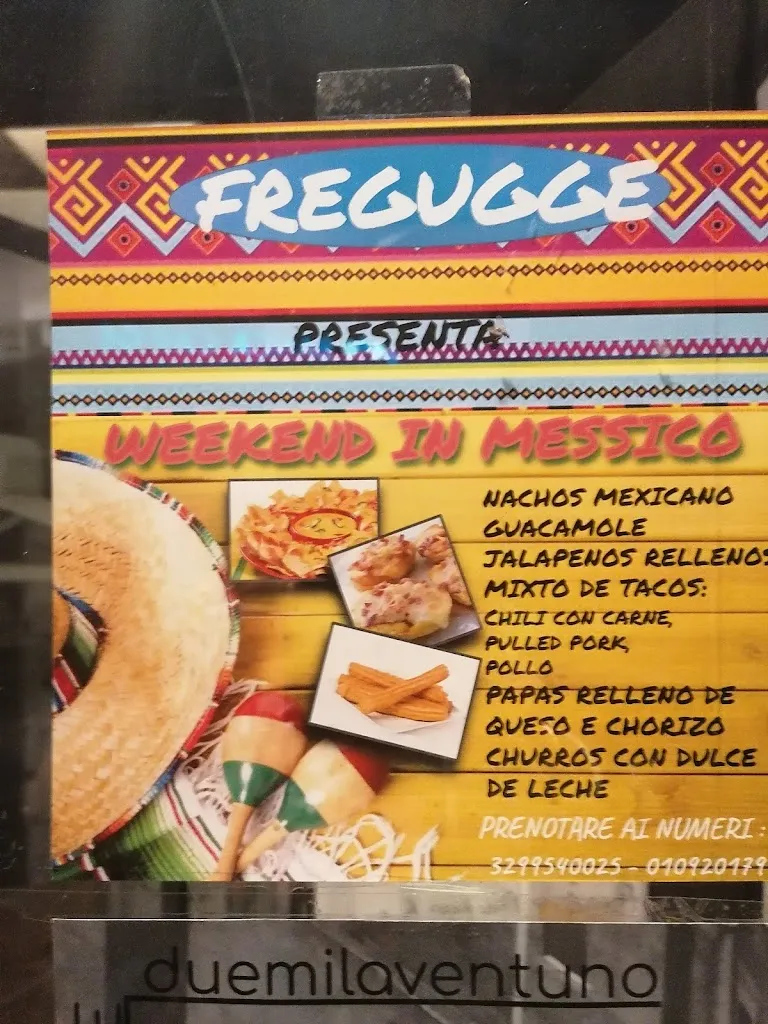 FREGUGGE
PRESENTA
WEEKEND IN MESSICO
NACHOS MEXICANO
GUACAMOLE
JALAPENOS RELLENOS
MIXTO DE TACOS:
CHILI CON CARNE,
PULLED PORK,
POLLO
PAPAS RELLENO DE
QUESO E CHORIZO
CHURROS CON DULCE
DE LECHE
PRENOTARE AI NUMERI :
3299540025 - 010920179
duemilaventuno